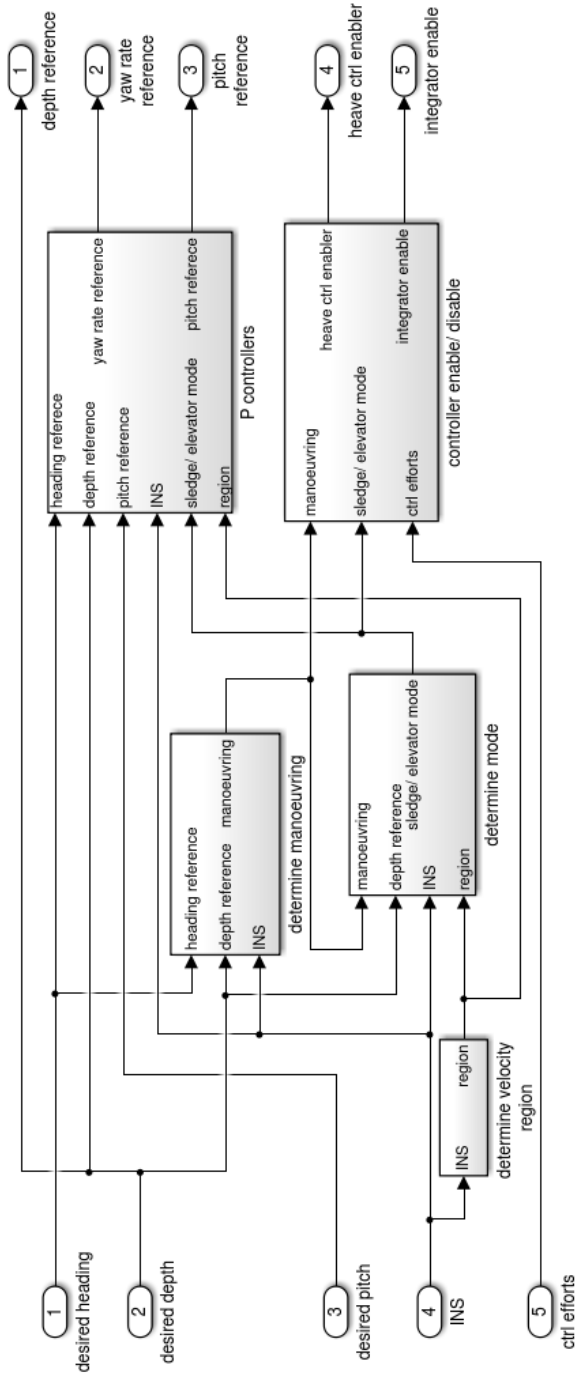 1
desired heading
2
desired depth
3
desired pitch
4
INS
5
ctrl efforts
INS
region
determine velocity
region
heading reference
depth reference
manoeuvring
INS
determine manoeuvring
manoeuvring
depth reference
sledge/ elevator mode
INS
region
determine mode
heading referece
depth reference
yaw rate reference
pitch reference
INS
sledge/ elevator mode
pitch referece
region
P controllers
manoeuvring
heave ctrl enabler
sledge/ elevator mode
integrator enable
ctrl efforts
controller enable/ disable
1
depth reference
2
yaw rate
reference
3
pitch
reference
4
heave ctrl enabler
5
integrator enable